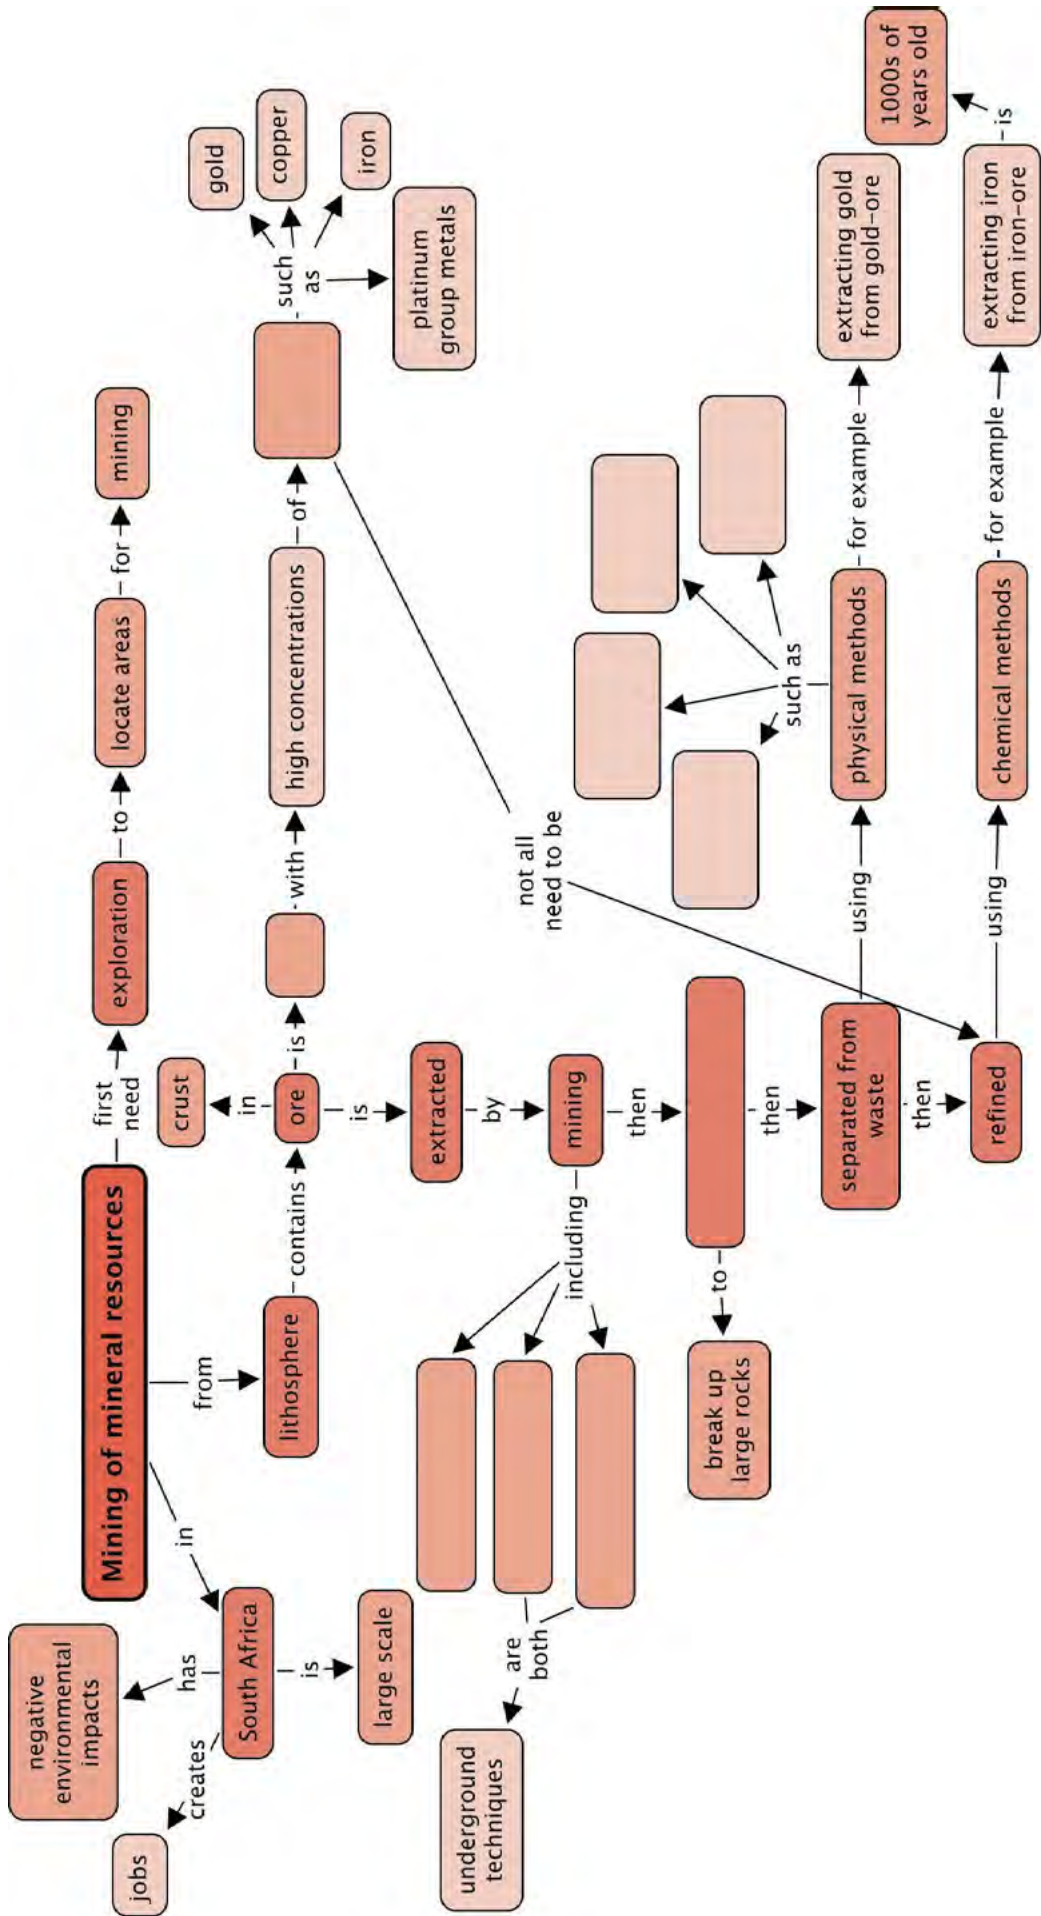 Mining of mineral resources
first
need
exploration
to
locate areas
for
mining
in
South Africa
has
negative
environmental
impacts
creates
jobs
is
large scale
from
lithosphere
contains
ore
in
crust
is
with
high concentrations
of
such
as
gold
copper
iron
platinum
group metals
not all
need to be
is
extracted
by
mining
including
are
both
underground
techniques
then
to
break up
large rocks
then
separated from
waste
using
physical methods
such as
for example
extracting gold
from gold-ore
then
refined
using
chemical methods
for example
extracting iron
from iron-ore
is
1000s of
years old